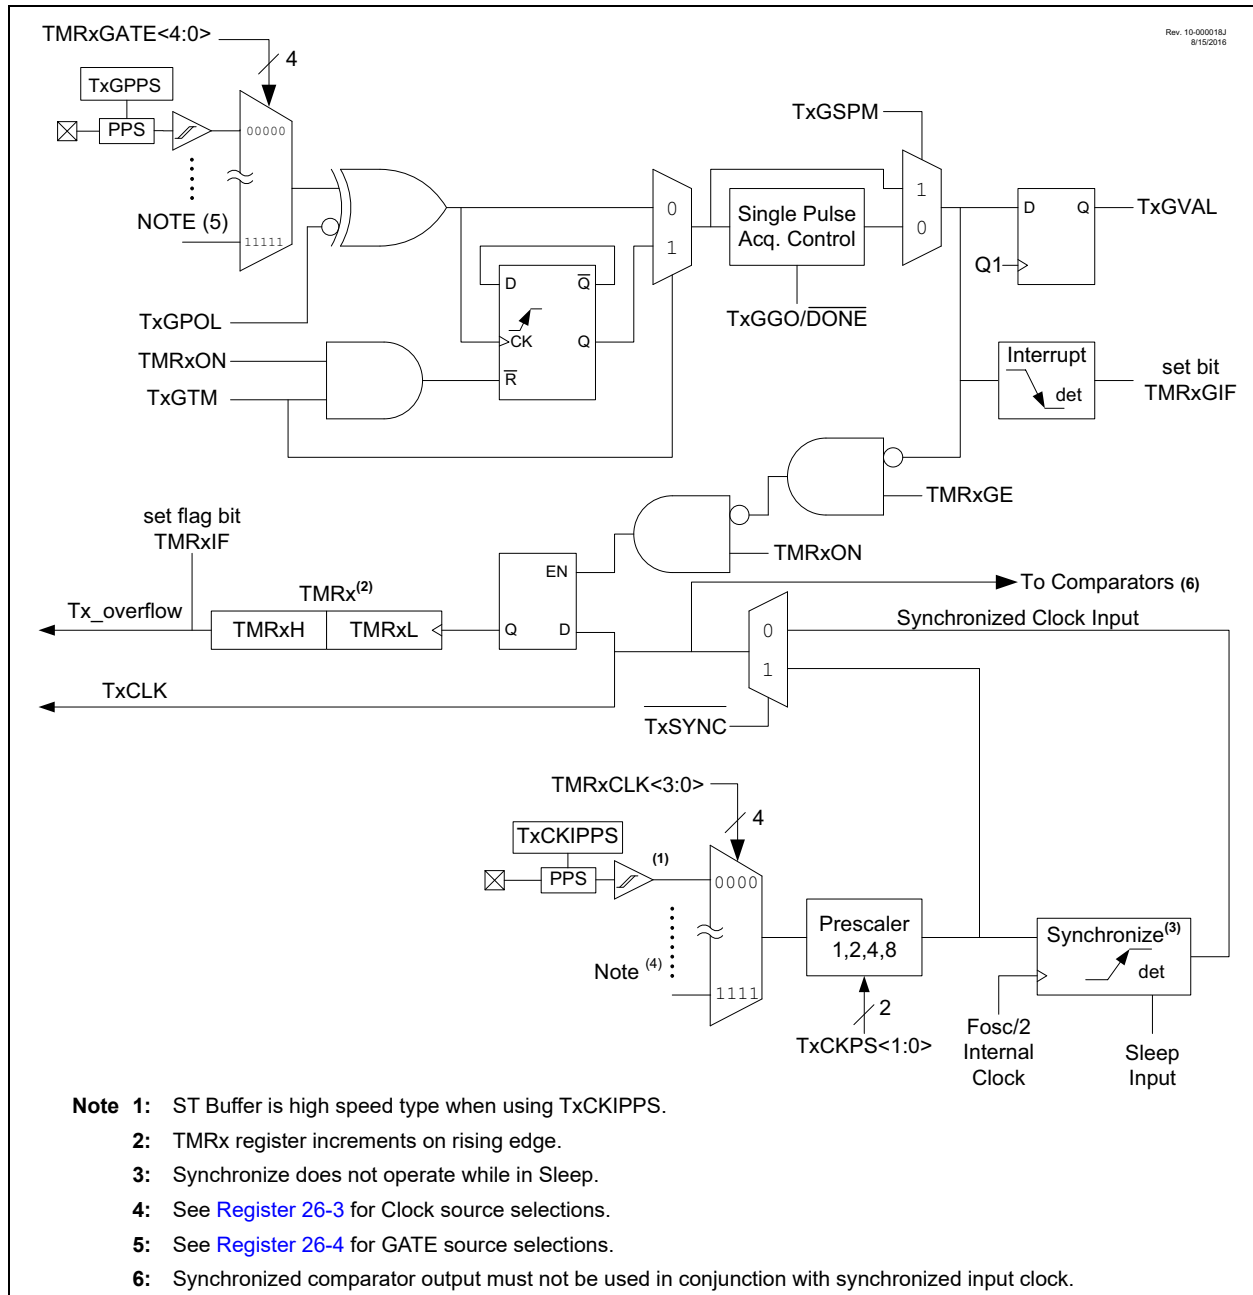 Rev. 10-000018J
8/15/2016
TMRxGATE<4:0>
4
TxGPPS
PPS
00000
NOTE (5)
11111
TxGPOL
TMRxON
TxGTM
D
Q
CK
Q
R
0
1
Single Pulse
Acq. Control
TxGGO/DONE
TxGSPM
1
0
D
Q
Q1
TxGVAL
Interrupt
det
set bit
TMRxGIF
TMRxGE
TMRxON
set flag bit
TMRxIF
Tx_overflow
TMRx(2)
TMRxH
TMRxL
EN
Q
D
TxCLK
To Comparators (6)
Synchronized Clock Input
0
1
TxSYNC
TMRxCLK<3:0>
4
TxCKIPPS
PPS
(1)
0000
Note (4)
1111
Prescaler
1,2,4,8
2
TxCKPS<1:0>
Synchronize(3)
det
Fosc/2
Internal
Clock
Sleep
Input
Note 1: ST Buffer is high speed type when using TxCKIPPS.
2: TMRx register increments on rising edge.
3: Synchronize does not operate while in Sleep.
4: See Register 26-3 for Clock source selections.
5: See Register 26-4 for GATE source selections.
6: Synchronized comparator output must not be used in conjunction with synchronized input clock.